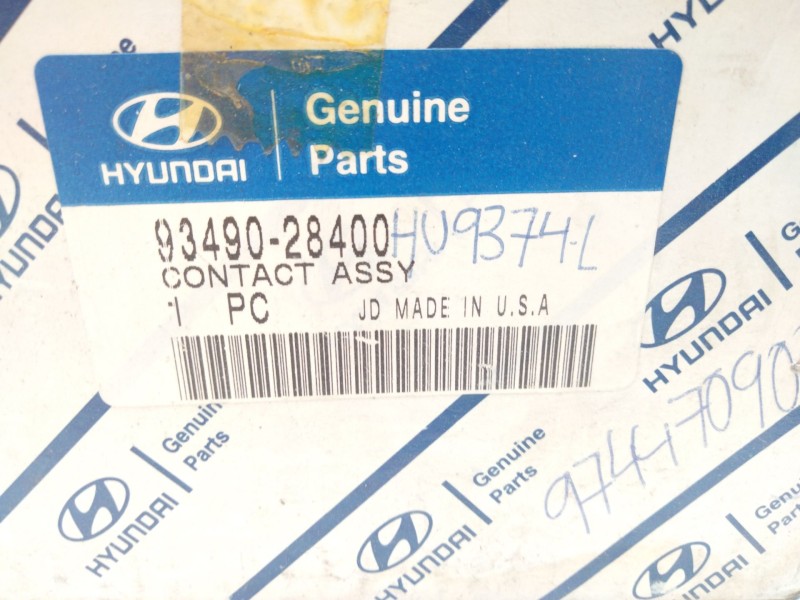 HYUNDAI
Genuine
Parts
93490-28400 HU9374-L
CONTACT ASSY
1 PC JD MADE IN U.S.A
HYUNDAI
Genuine
Parts
HYUNDAI
Genuine
Parts
HYUNDAI
Genuine
Parts
HYUNDAI